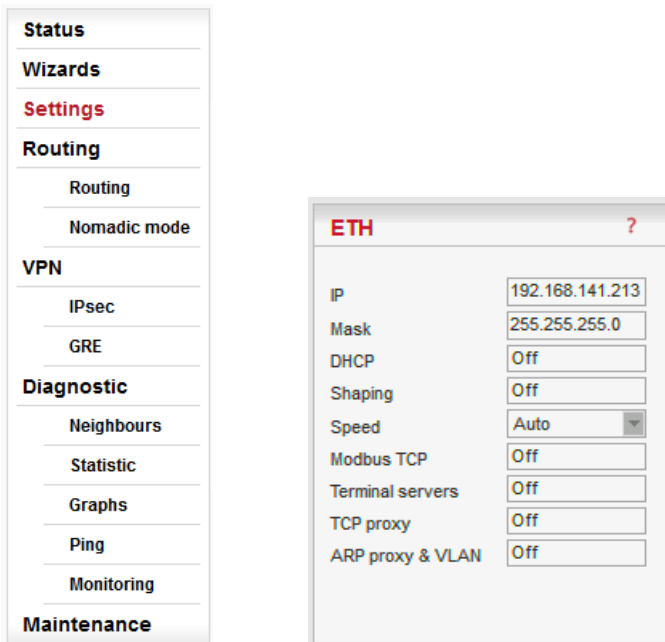 Status
Wizards
Settings
Routing
Routing
Nomadic mode
VPN
IPsec
GRE
Diagnostic
Neighbours
Statistic
Graphs
Ping
Monitoring
Maintenance
ETH ?
IP 192.168.141.213
Mask 255.255.255.0
DHCP Off
Shaping Off
Speed Auto
Modbus TCP Off
Terminal servers Off
TCP proxy Off
ARP proxy & VLAN Off